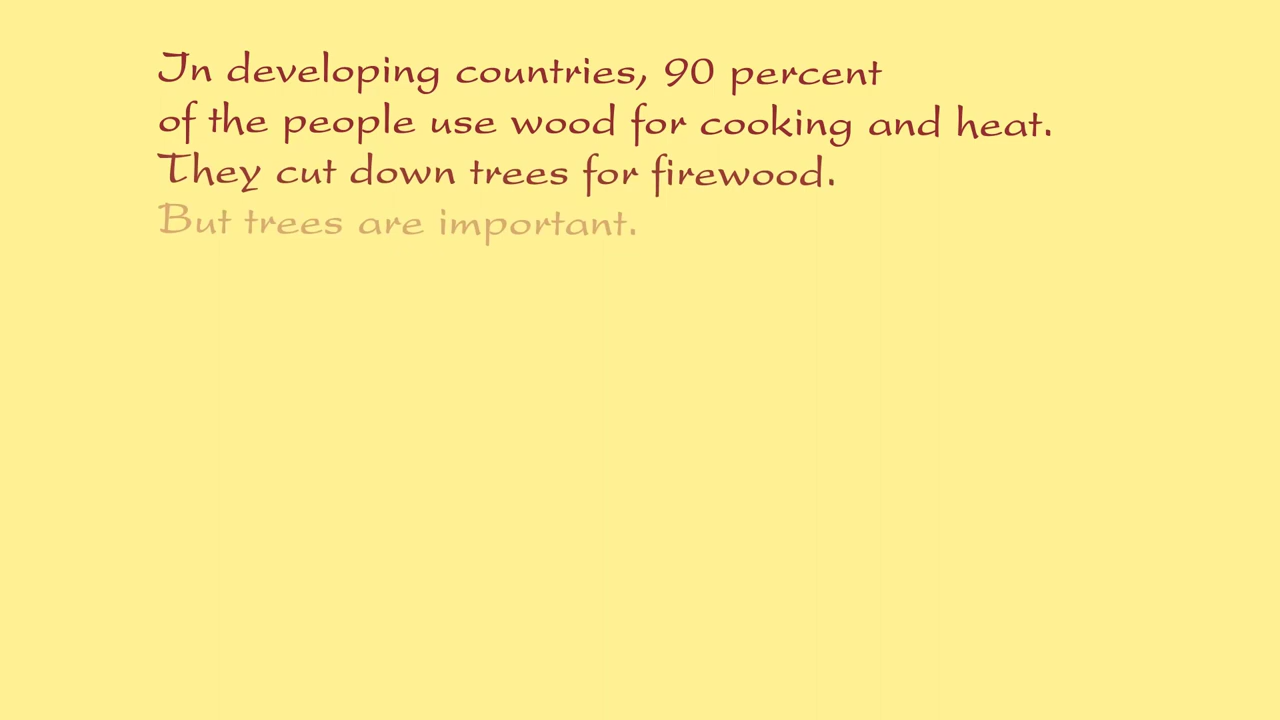 In developing countries, 90 percent
of the people use wood for cooking and heat.
They cut down trees for firewood.
But trees are important.